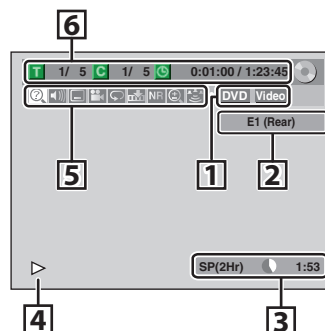 6
T 1/ 5 C 1/ 5 0:01:00 / 1:23:45
NR DVD Video
5 1 E1 (Rear)
2
SP(2Hr) 1:53
4 3